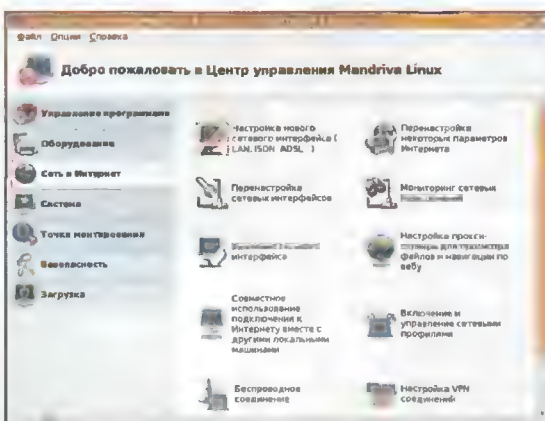 Файл Опции Справка
Добро пожаловать в Центр управления Mandriva Linux
Управление программами
Оборудование
Сеть и Интернет
Система
Точки монтирования
Безопасность
Загрузка
Настройка нового
сетевого интерфейса (
LAN, ISDN, ADSL, )
Перенастройка
сетевых интерфейсов
интерфейса
Совместное
использование
подключения к
Интернету вместе с
другими локальными
машинами
Беспроводное
соединение
Перенастройка
некоторых параметров
Интернета
Мониторинг сетевых
Настройка прокси-
сервера для просмотра
файлов и навигации по
вебу
Включение и
управление сетевыми
профилями
Настройка VPN
соединений